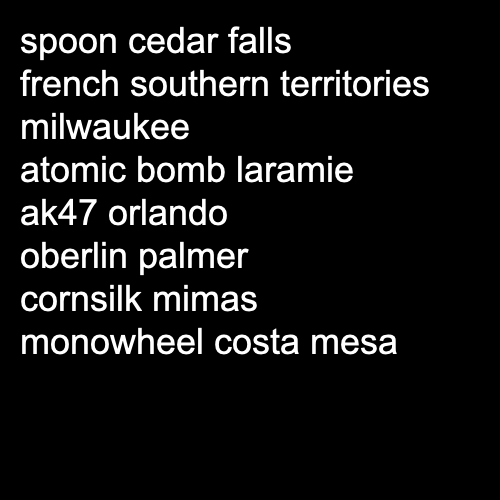 spoon cedar falls
french southern territories
milwaukee
atomic bomb laramie
ak47 orlando
oberlin palmer
cornsilk mimas
monowheel costa mesa